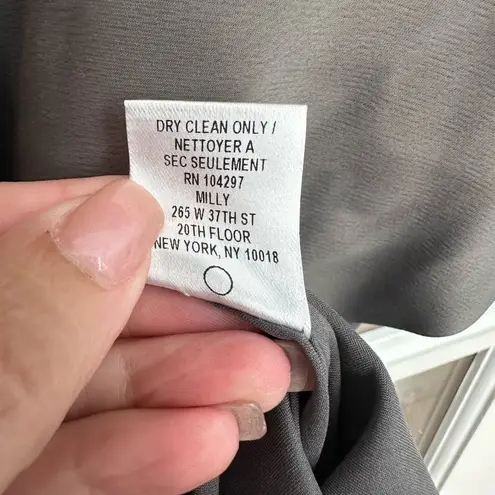 DRY CLEAN ONLY /
NETTOYER A
SEC SEULEMENT
RN 104297
MILLY
265 W 37TH ST
20TH FLOOR
NEW YORK, NY 10018